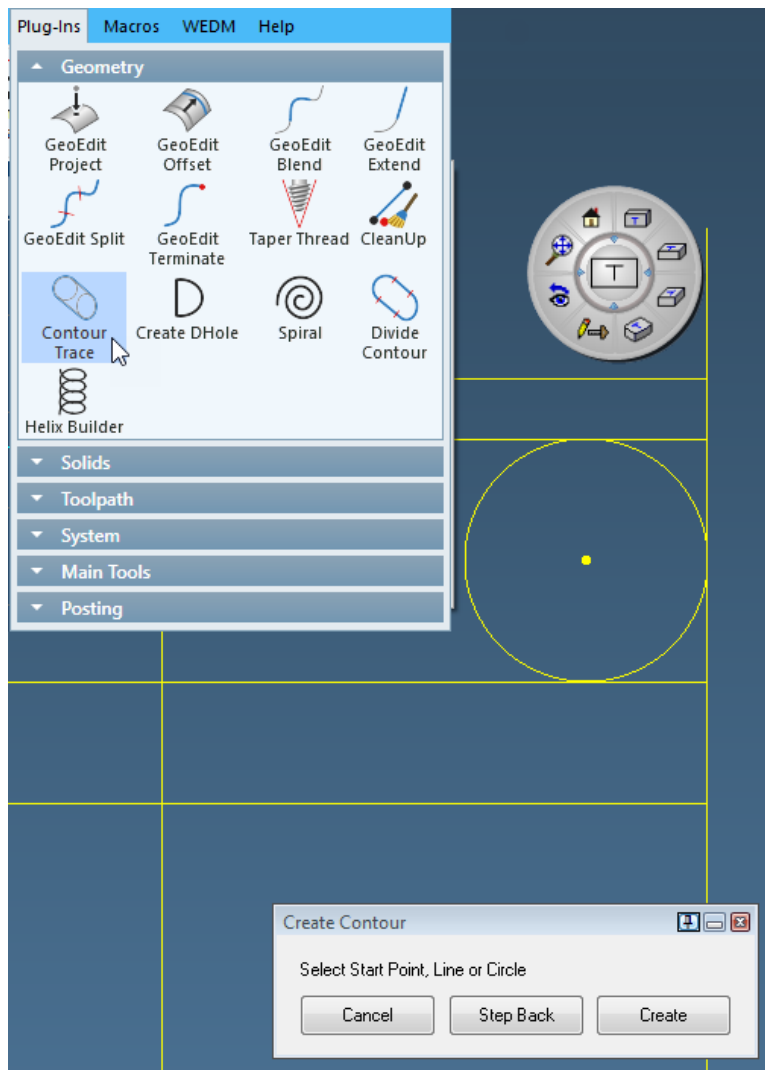 Plug-Ins Macros WEDM Help
Geometry
GeoEdit Project
GeoEdit Offset
GeoEdit Blend
GeoEdit Extend
GeoEdit Split
GeoEdit Terminate
Taper Thread
CleanUp
Contour Trace
Create DHole
Spiral
Divide Contour
Helix Builder
Solids
Toolpath
System
Main Tools
Posting
T
Create Contour
Select Start Point, Line or Circle
Cancel Step Back Create